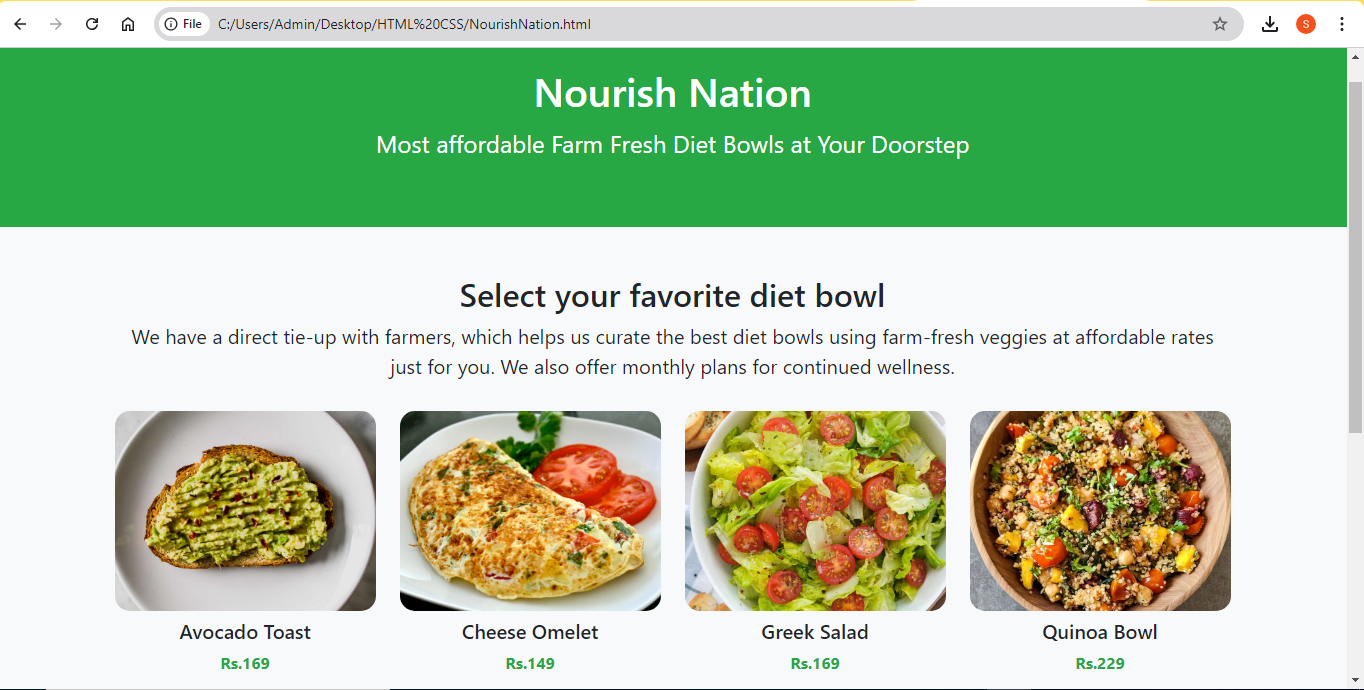 File C:/Users/Admin/Desktop/HTML%20CSS/NourishNation.html
S
Nourish Nation
Most affordable Farm Fresh Diet Bowls at Your Doorstep
Select your favorite diet bowl
We have a direct tie-up with farmers, which helps us curate the best diet bowls using farm-fresh veggies at affordable rates
just for you. We also offer monthly plans for continued wellness.
Avocado Toast Cheese Omelet Greek Salad Quinoa Bowl
Rs.169 Rs.149 Rs.169 Rs.229